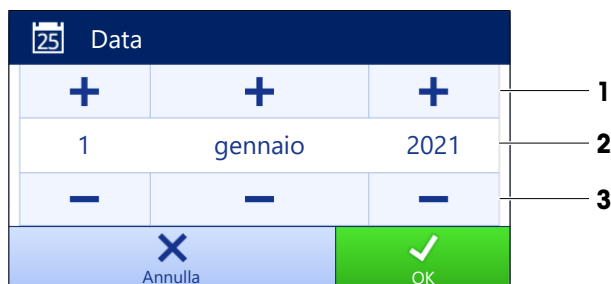 25 Data
+ + + 1
1 gennaio 2021 2
− − − 3
Annulla OK